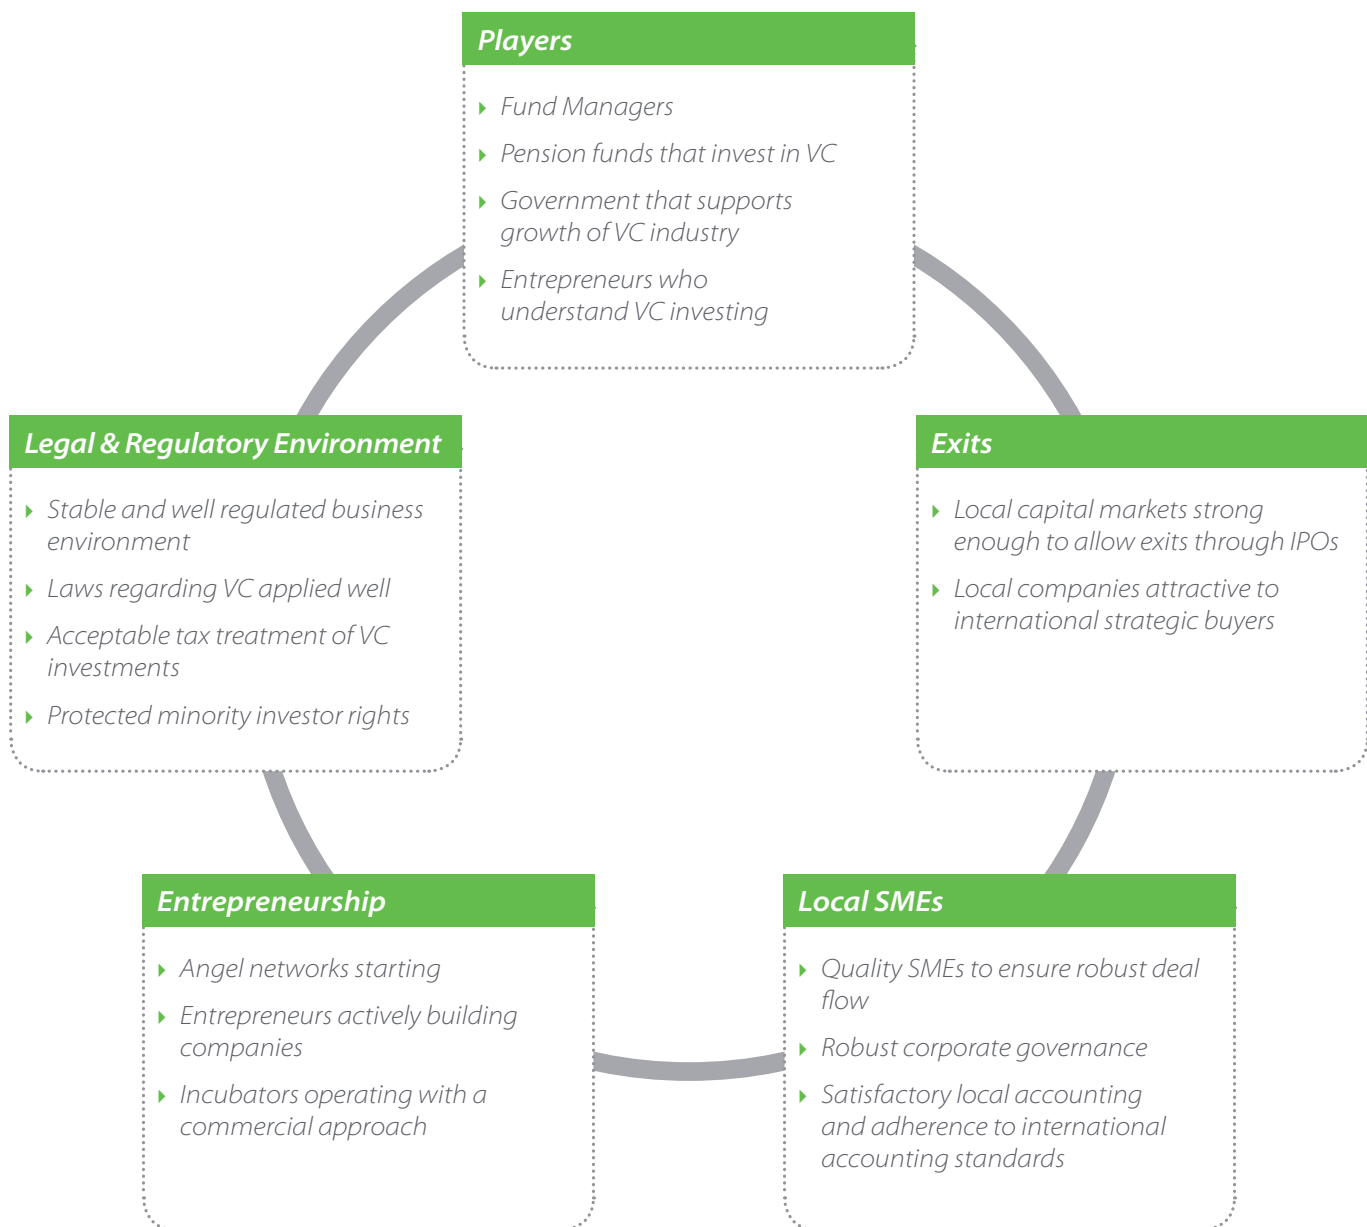 Players
Fund Managers
Pension funds that invest in VC
Government that supports
growth of VC industry
Entrepreneurs who
understand VC investing
Legal & Regulatory Environment
Stable and well regulated business
environment
Laws regarding VC applied well
Acceptable tax treatment of VC
investments
Protected minority investor rights
Exits
Local capital markets strong
enough to allow exits through IPOs
Local companies attractive to
international strategic buyers
Entrepreneurship
Angel networks starting
Entrepreneurs actively building
companies
Incubators operating with a
commercial approach
Local SMEs
Quality SMEs to ensure robust deal
flow
Robust corporate governance
Satisfactory local accounting
and adherence to international
accounting standards